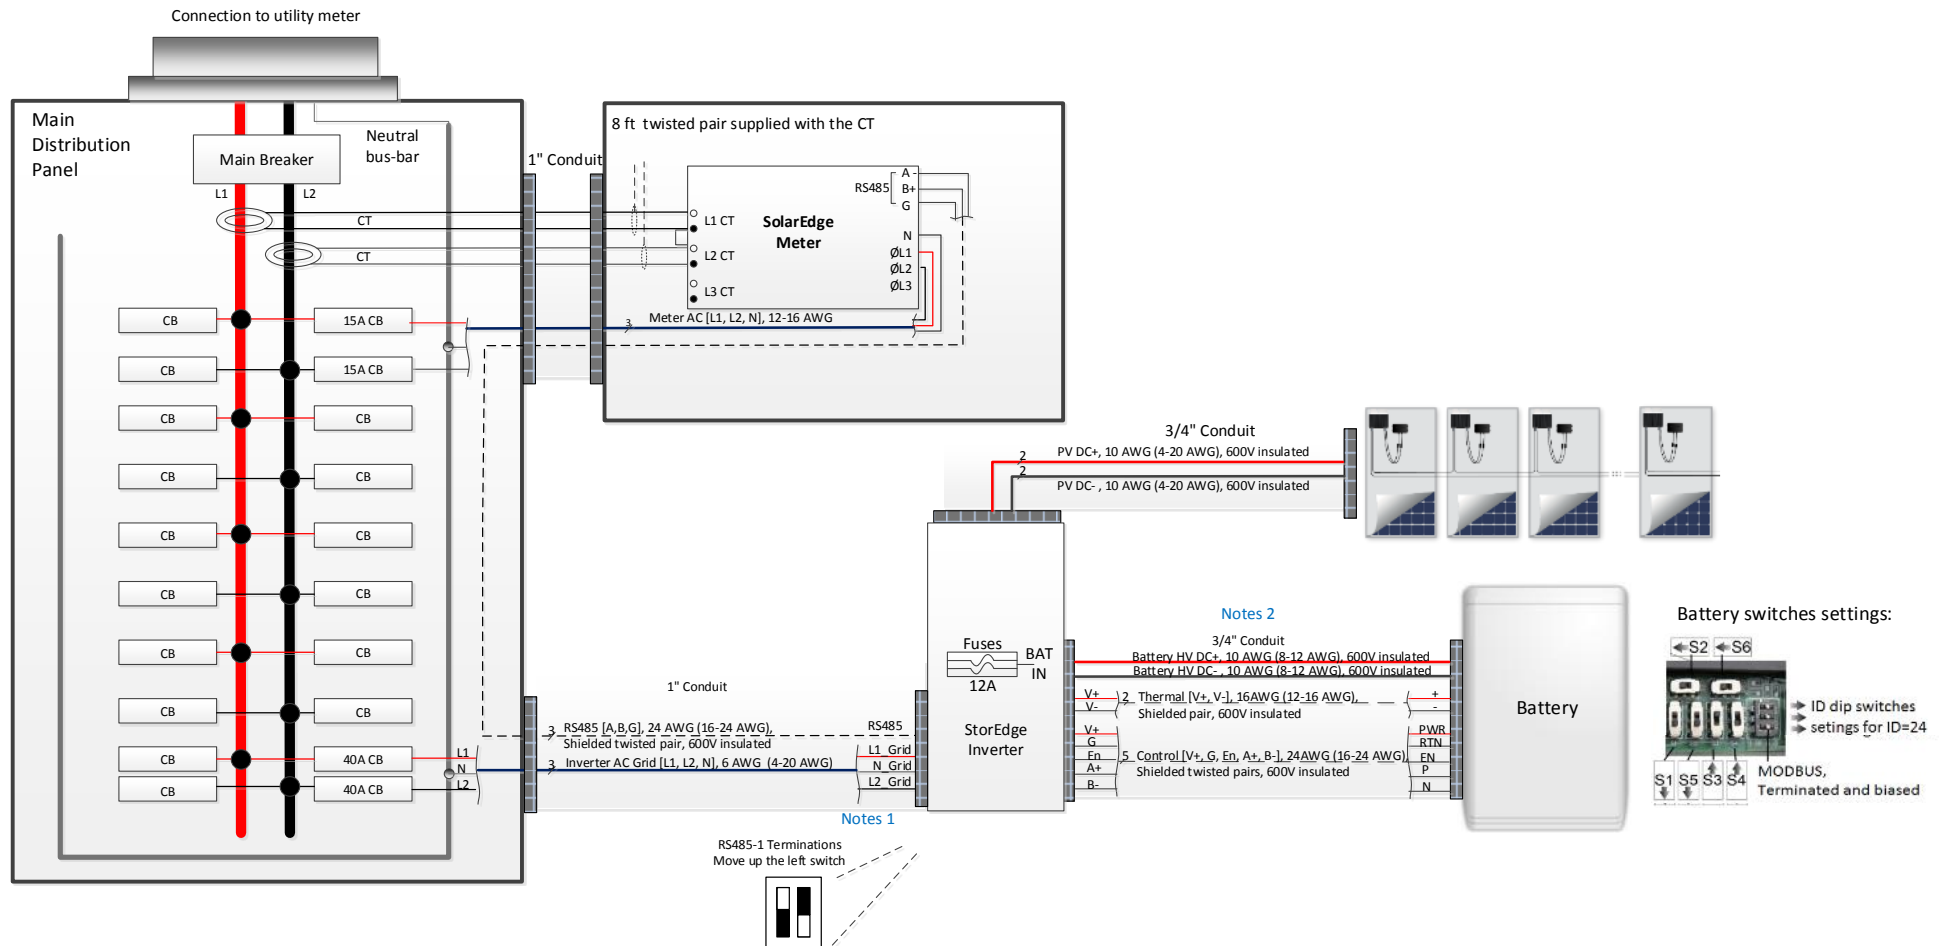 Connection to utility meter
Main
Distribution
Panel
Main Breaker
Neutral
bus-bar
L1
L2
CT
CT
CB
15A CB
CB
15A CB
CB
CB
CB
CB
CB
CB
CB
CB
CB
CB
CB
CB
CB
40A CB
CB
40A CB
L1
N
L2
1" Conduit
8 ft twisted pair supplied with the CT
L1 CT
L2 CT
L3 CT
SolarEdge
Meter
RS485
A -
B+
G
N
ØL1
ØL2
ØL3
3
Meter AC [L1, L2, N], 12-16 AWG
3/4" Conduit
2
PV DC+, 10 AWG (4-20 AWG), 600V insulated
2
PV DC- , 10 AWG (4-20 AWG), 600V insulated
1" Conduit
3
RS485 [A,B,G], 24 AWG (16-24 AWG),
Shielded twisted pair, 600V insulated
3
Inverter AC Grid [L1, L2, N], 6 AWG (4-20 AWG)
RS485
L1_Grid
N_Grid
L2_Grid
Notes 1
RS485-1 Terminations
Move up the left switch
Fuses
12A
BAT
IN
StorEdge
Inverter
Notes 2
3/4" Conduit
Battery HV DC+, 10 AWG (8-12 AWG), 600V insulated
Battery HV DC- , 10 AWG (8-12 AWG), 600V insulated
V+
V-
2
Thermal [V+, V-], 16AWG (12-16 AWG),
Shielded pair, 600V insulated
+
-
V+
G
En
A+
B-
5
Control [V+, G, En, A+, B-], 24AWG (16-24 AWG),
Shielded twisted pairs, 600V insulated
PWR
RTN
EN
P
N
Battery
Battery switches settings:
S2
S6
ID dip switches
setings for ID=24
S1
S5
S3
S4
MODBUS,
Terminated and biased